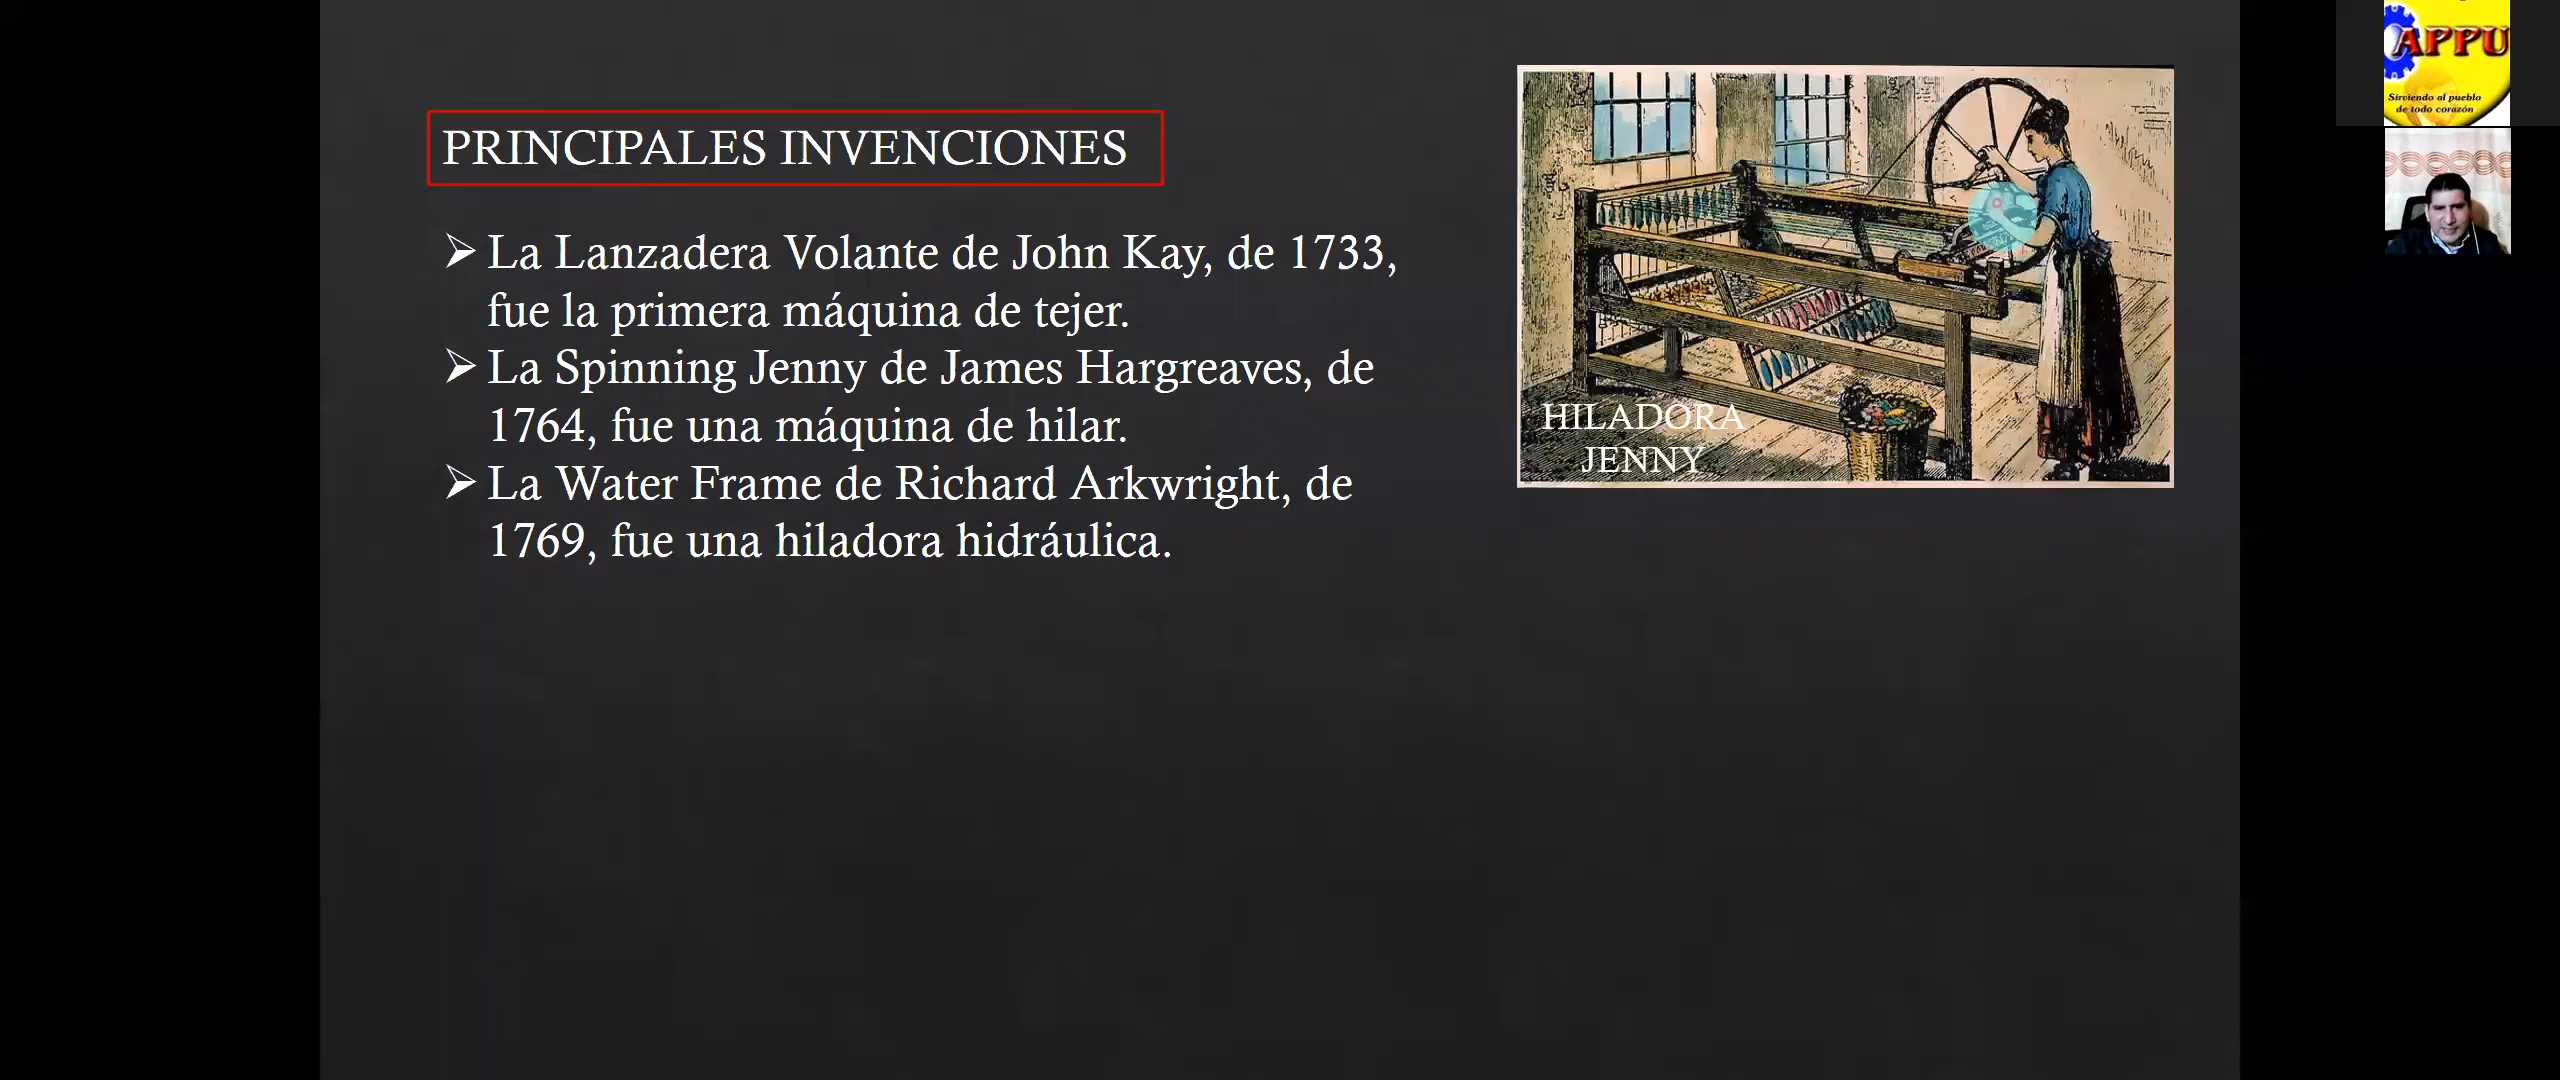 PRINCIPALES INVENCIONES
➢ La Lanzadera Volante de John Kay, de 1733,
fue la primera máquina de tejer.
➢ La Spinning Jenny de James Hargreaves, de
1764, fue una máquina de hilar.
➢ La Water Frame de Richard Arkwright, de
1769, fue una hiladora hidráulica.
HILADORA
JENNY
CAPPU
Sirviendo al pueblo
de todo corazón